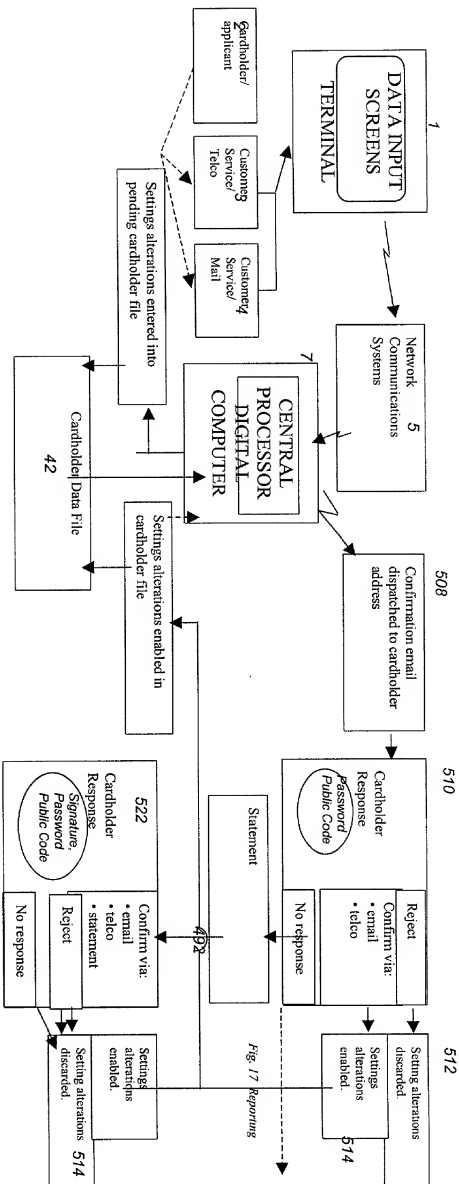 1
DATA INPUT
SCREENS
TERMINAL
2
Cardholder/
applicant
Customer 3
Service/
Telco
Customer 4
Service/
Mail
Network
5
Communications
Systems
7
CENTRAL
PROCESSOR
DIGITAL
COMPUTER
Settings alterations entered into
pending cardholder file
Cardholder Data File
42
Settings alterations enabled in
cardholder file
508
Confirmation email
dispatched to cardholder
address
510
Cardholder
Response
Password
Public Code
Reject
Confirm via:
• email
• telco
No response
512
Setting alterations
discarded.
Settings
alterations
enabled.
514
Statement
492
522
Cardholder
Response
Signature,
Password
Public Code
Confirm via:
• email
• telco
• statement
Reject
No response
Settings
alterations
enabled.
Setting alterations
discarded.
514
Fig. 17 Reporting